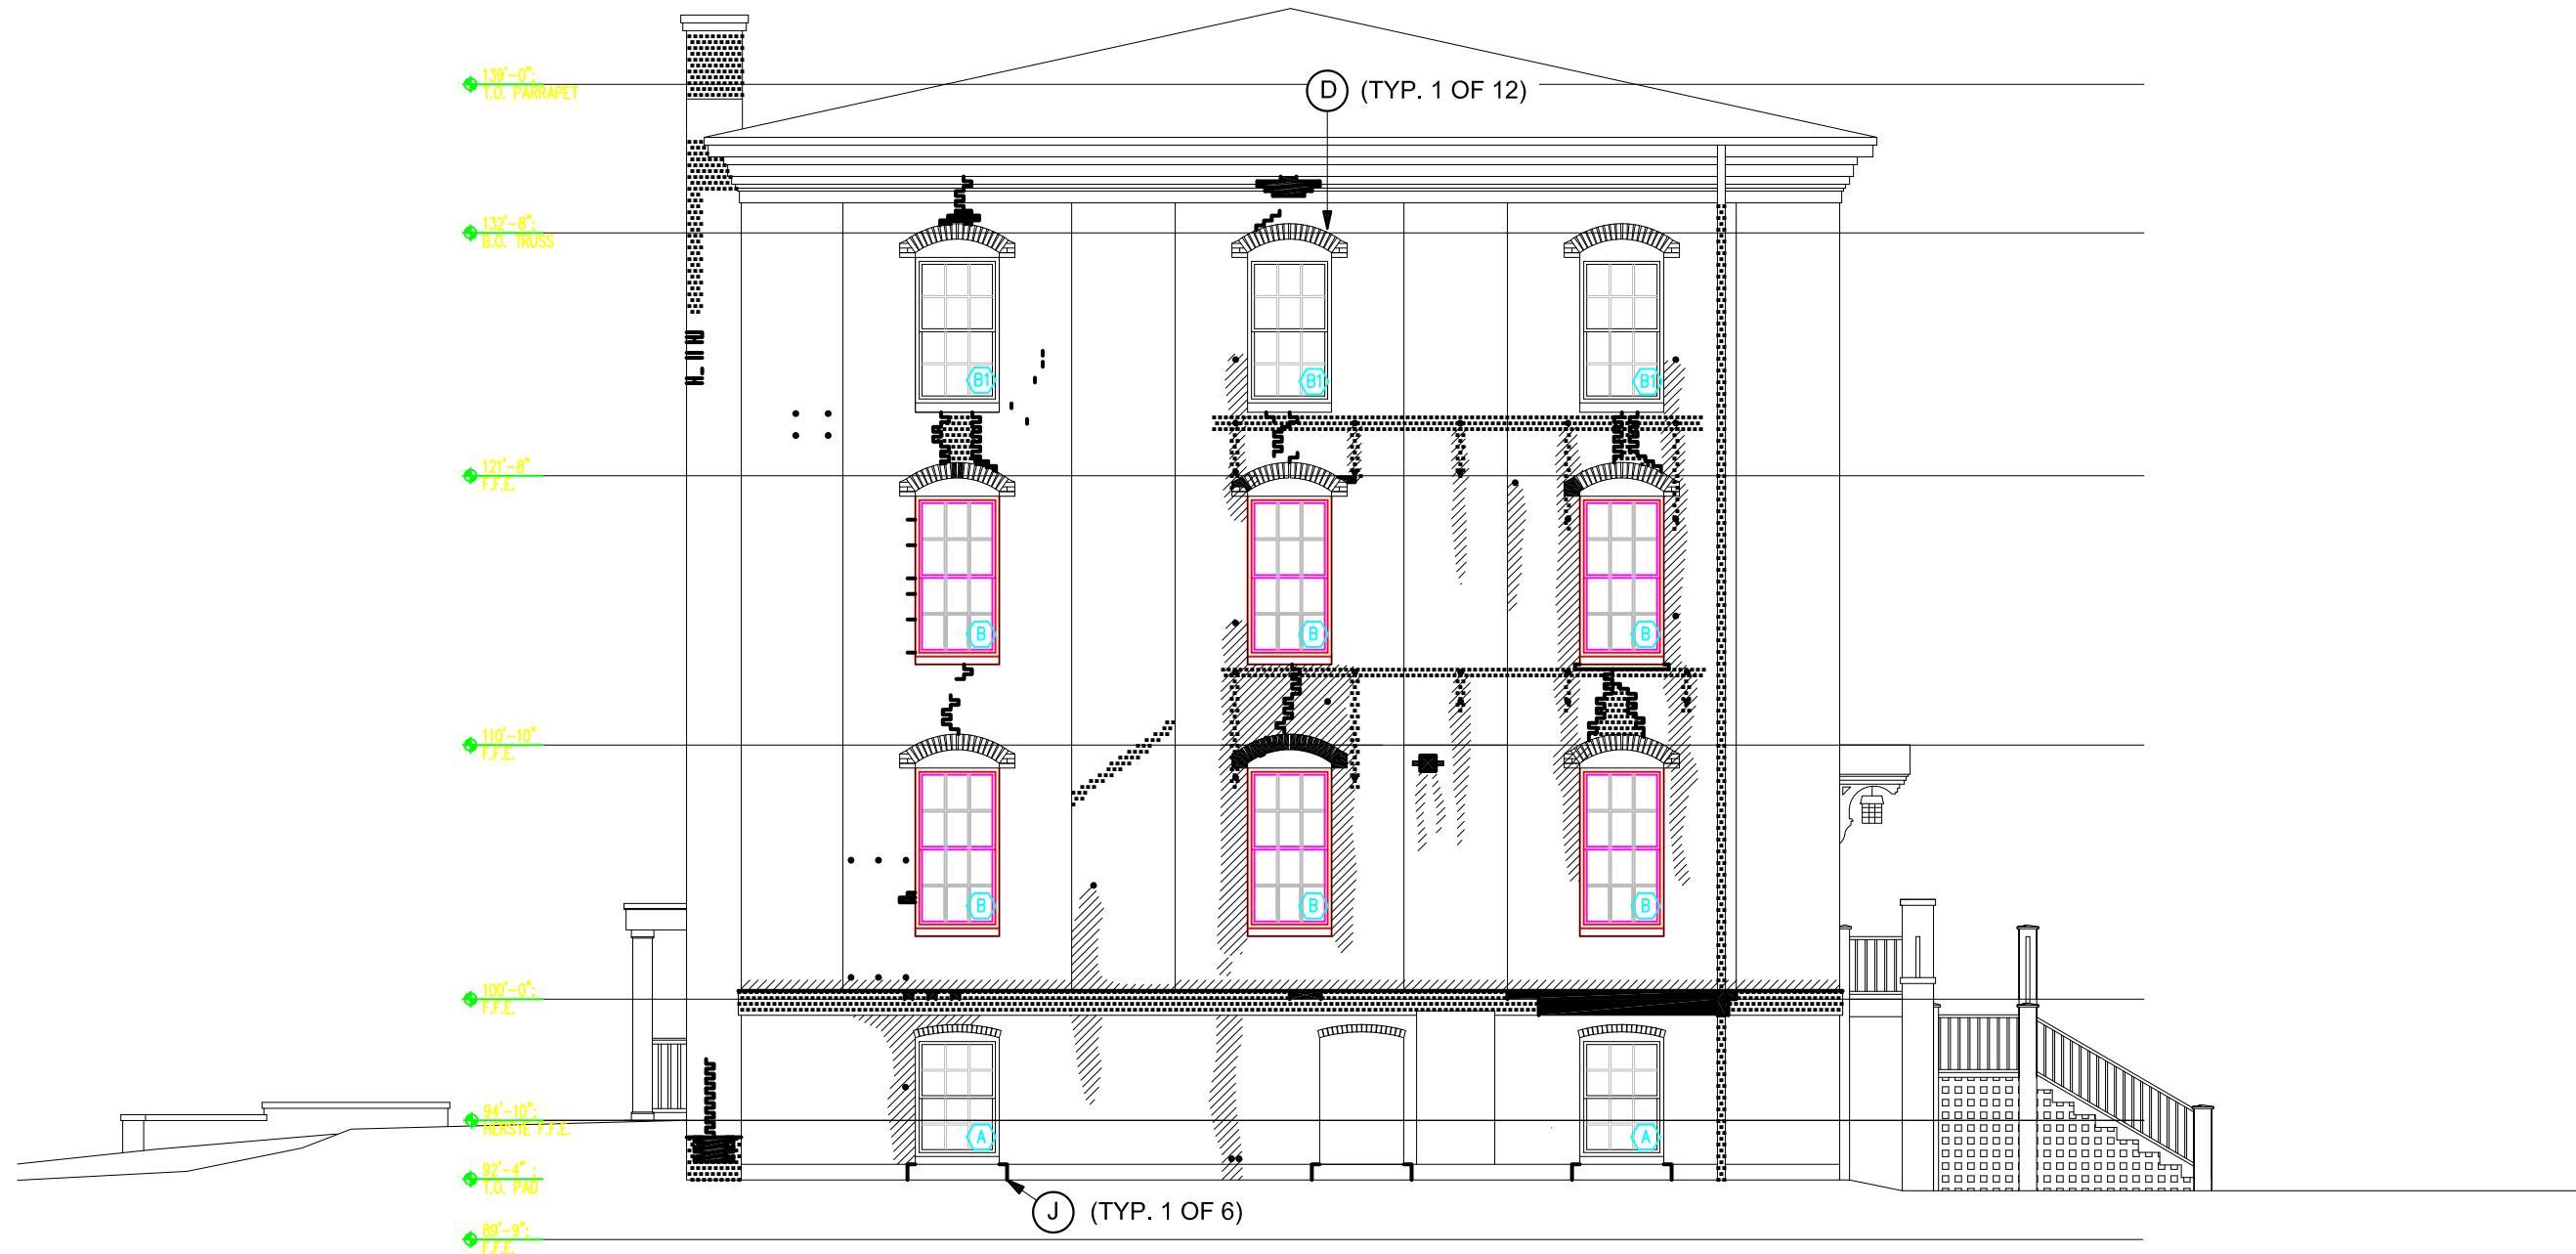 139'-0";
T.O. PARRAPET
D (TYP. 1 OF 12)
132'-8";
B.O. TRUSS
B1 B1 B1
121'-8"
F.F.E.
B B B
110'-10"
F.F.E.
B B B
100'-0";
F.F.E.
94'-10";
HERSYE F.F.E.
A A
92'-4" ;
T.O. PAD
J (TYP. 1 OF 6)
89'-9";
F.F.E.